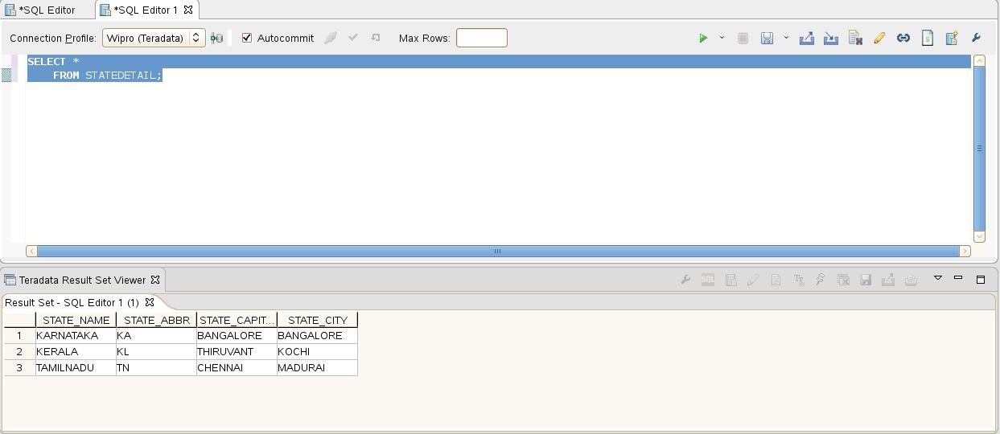 *SQL Editor *SQL Editor 1
Connection Profile: Wipro (Teradata) Autocommit Max Rows:
SELECT *
FROM STATEDETAIL;
Teradata Result Set Viewer
SQL
Result Set - SQL Editor 1 (1)
STATE_NAME STATE_ABBR STATE_CAPIT... STATE_CITY
1 KARNATAKA KA BANGALORE BANGALORE
2 KERALA KL THIRUVANT KOCHI
3 TAMILNADU TN CHENNAI MADURAI